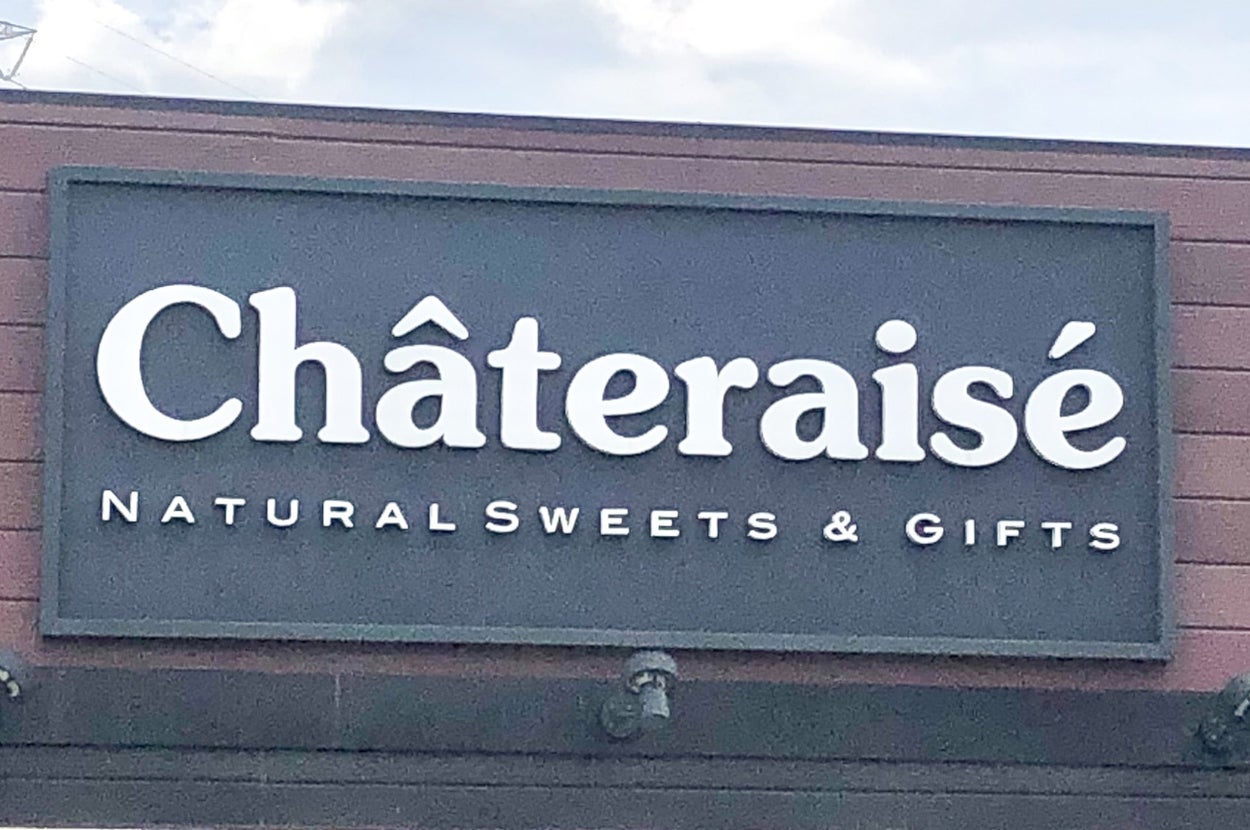 Châteraisé
NATURAL SWEETS & GIFTS